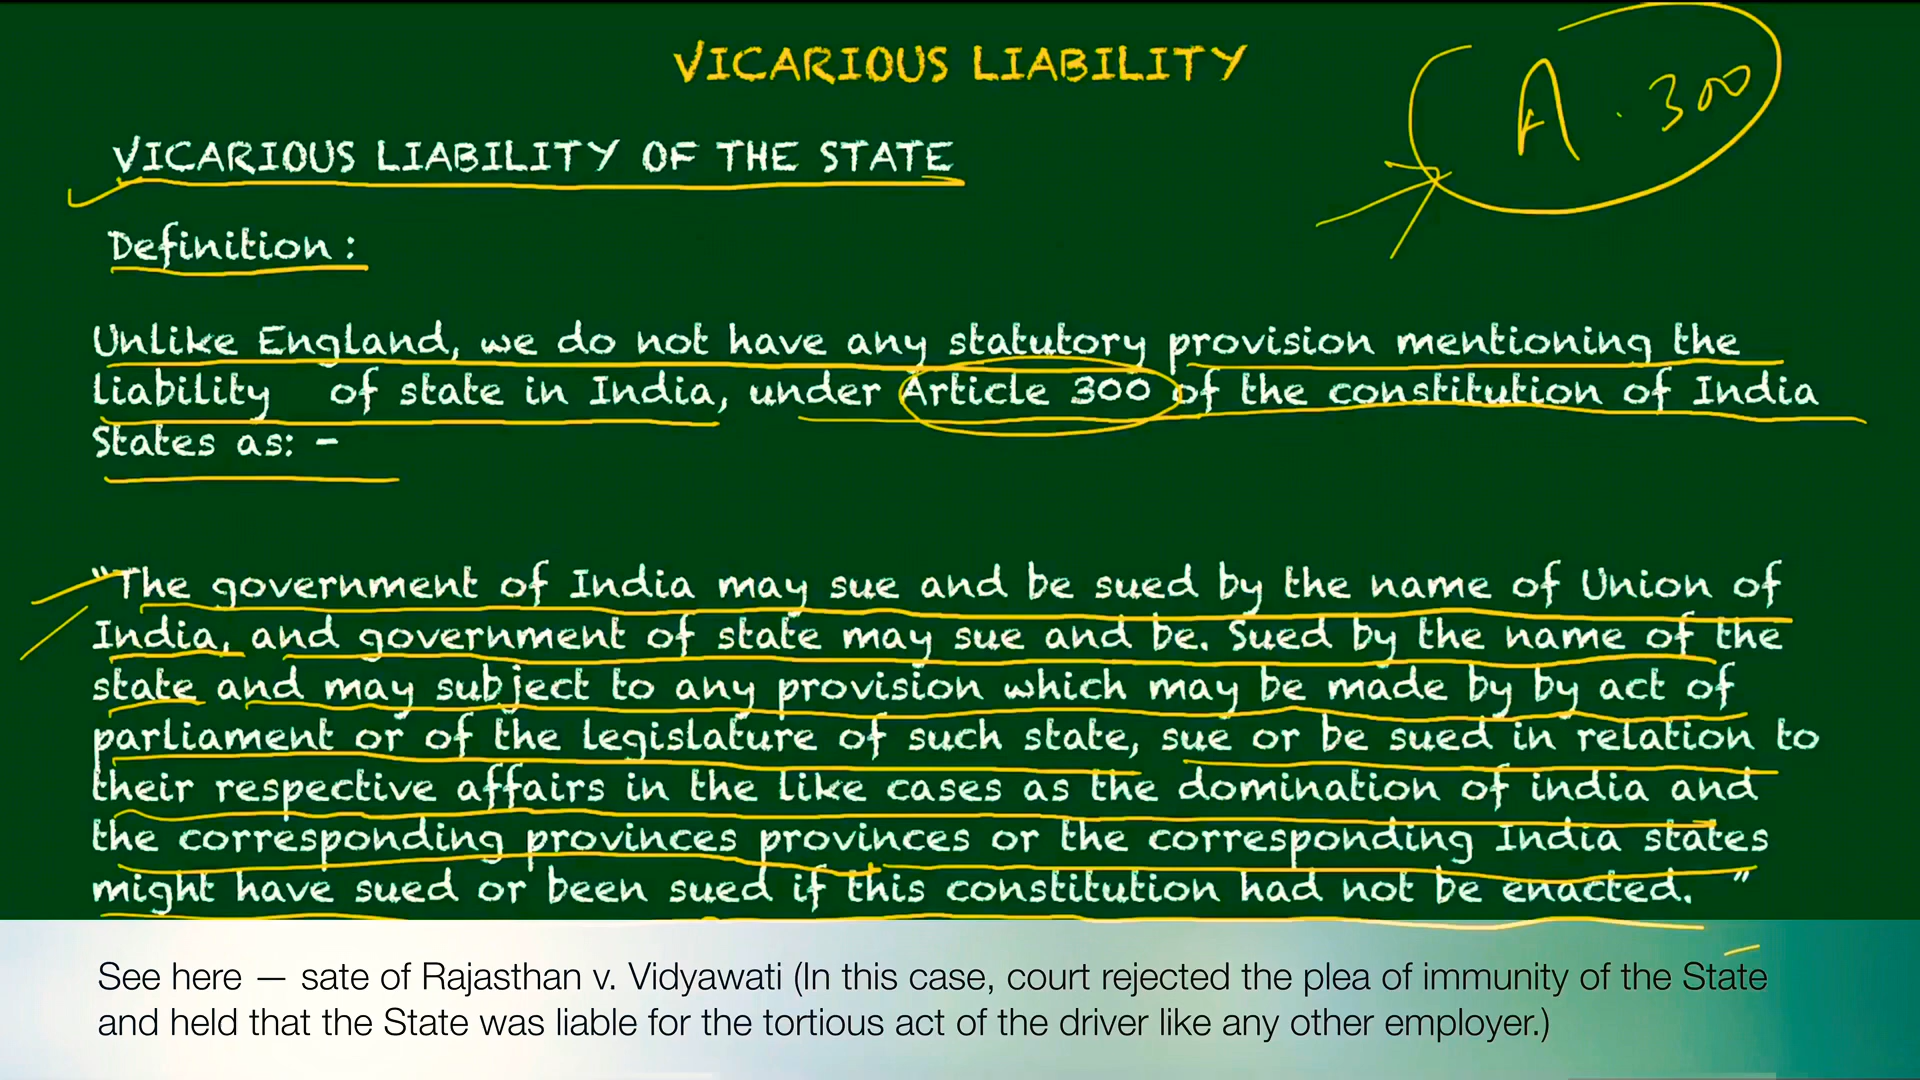 VICARIOUS LIABILITY
A. 300
VICARIOUS LIABILITY OF THE STATE
Definition :
Unlike England, we do not have any statutory provision mentioning the
liability of state in India, under Article 300 of the constitution of India
States as: -
"The government of India may sue and be sued by the name of Union of
India, and government of state may sue and be. Sued by the name of the
state and may subject to any provision which may be made by by act of
parliament or of the legislature of such state, sue or be sued in relation to
their respective affairs in the like cases as the domination of india and
the corresponding provinces provinces or the corresponding India states
might have sued or been sued if this constitution had not be enacted. "
See here — sate of Rajasthan v. Vidyawati (In this case, court rejected the plea of immunity of the State
and held that the State was liable for the tortious act of the driver like any other employer.)